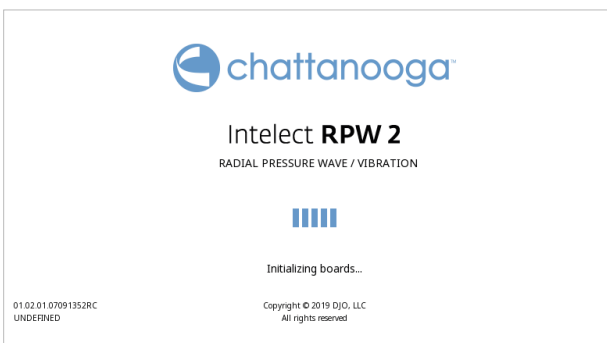 chattanooga™
Intelect RPW 2
RADIAL PRESSURE WAVE / VIBRATION
Initializing boards...
01.02.01.07091352RC
UNDEFINED
Copyright © 2019 DJO, LLC
All rights reserved